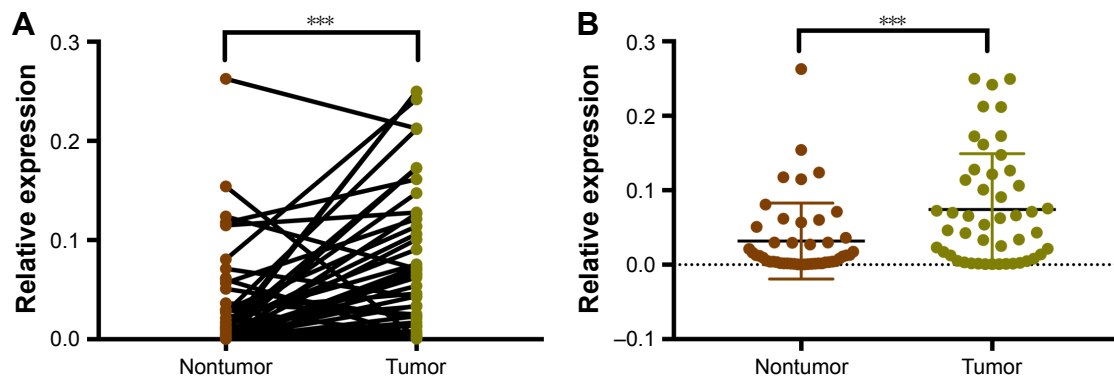 A
***
Relative expression
0.3
0.2
0.1
0.0
Nontumor
Tumor
B
***
Relative expression
0.3
0.2
0.1
0.0
–0.1
Nontumor
Tumor